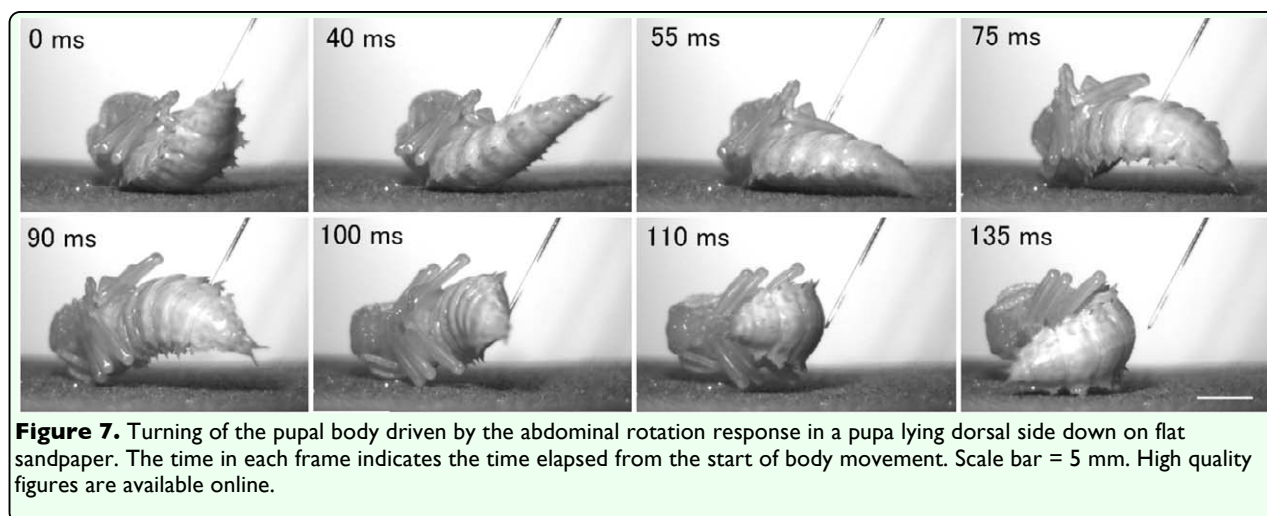 0 ms
40 ms
55 ms
75 ms
90 ms
100 ms
110 ms
135 ms
Figure 7. Turning of the pupal body driven by the abdominal rotation response in a pupa lying dorsal side down on flat
sandpaper. The time in each frame indicates the time elapsed from the start of body movement. Scale bar = 5 mm. High quality
figures are available online.